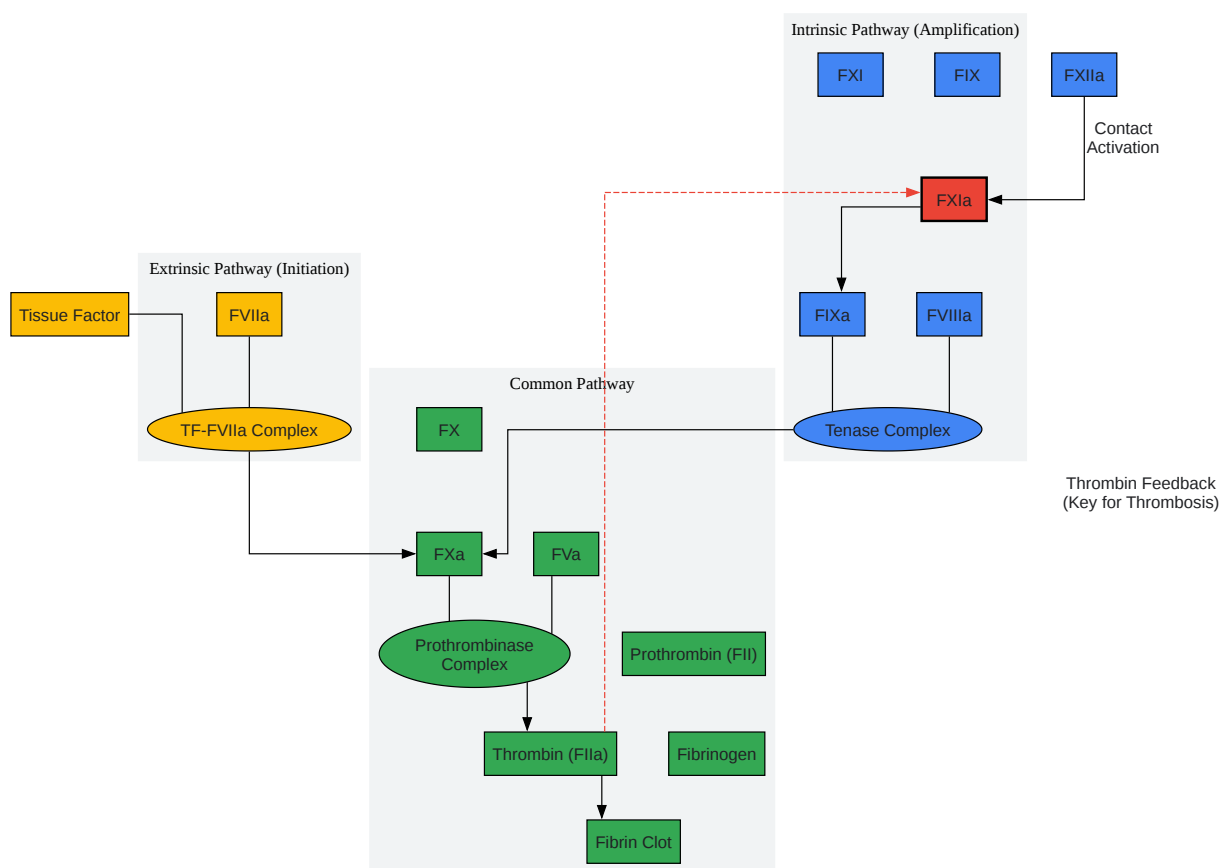 Intrinsic Pathway (Amplification)
FXI
FIX
FXIIa
Contact
Activation
FXIa
Extrinsic Pathway (Initiation)
Tissue Factor
FVIIa
FIXa
FVIIIa
Common Pathway
TF-FVIIa Complex
FX
Tenase Complex
Thrombin Feedback
(Key for Thrombosis)
FXa
FVa
Prothrombinase
Complex
Prothrombin (FII)
Thrombin (FIIa)
Fibrinogen
Fibrin Clot